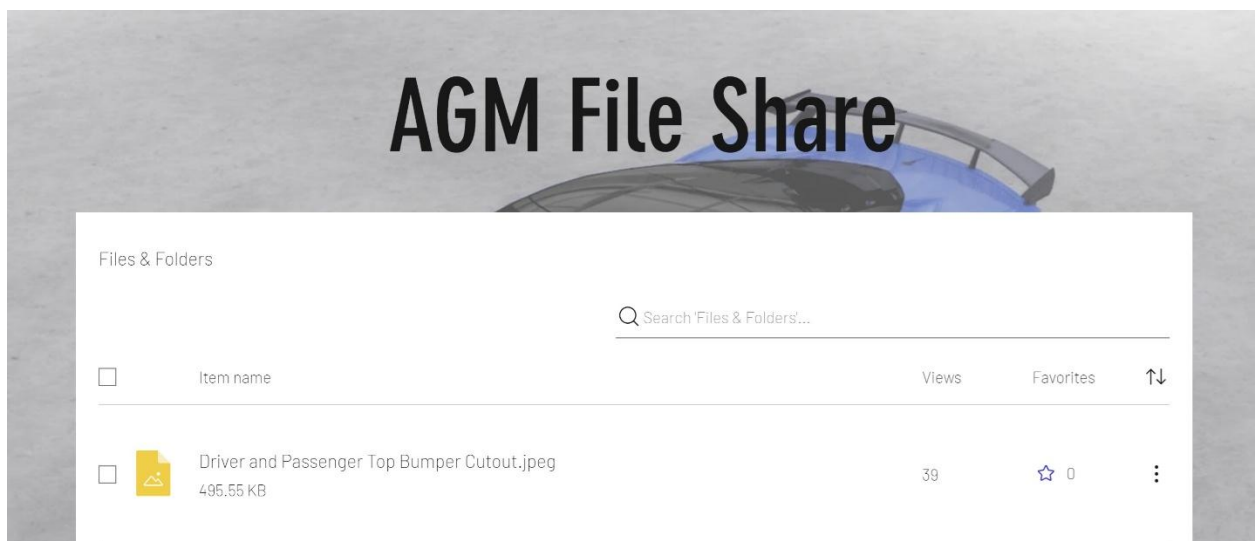 AGM File Share
Files & Folders
Search 'Files & Folders'...
Item name Views Favorites
Driver and Passenger Top Bumper Cutout.jpeg 39 0
495.55 KB